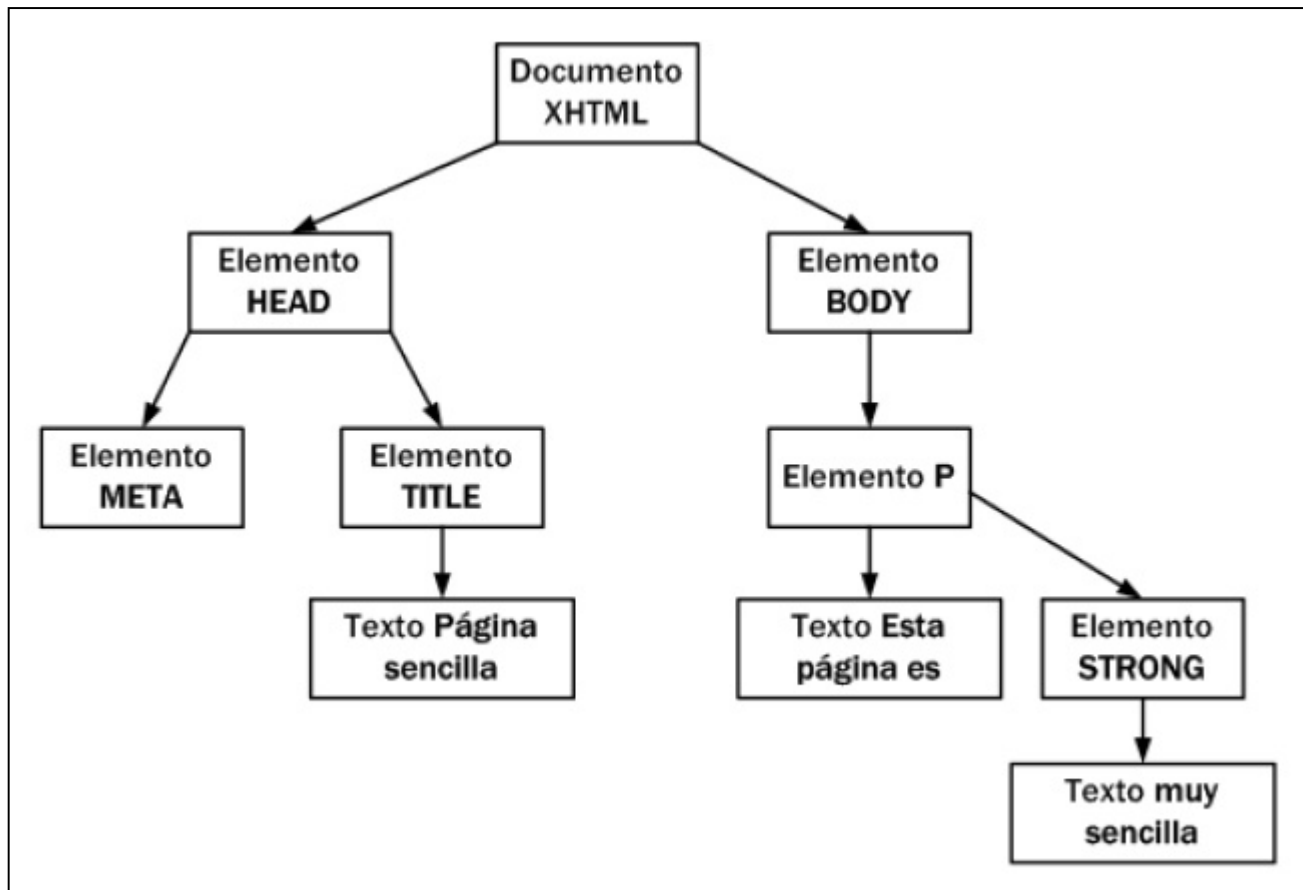 Documento
XHTML
Elemento
HEAD
Elemento
BODY
Elemento
META
Elemento
TITLE
Elemento P
Texto Página
sencilla
Texto Esta
página es
Elemento
STRONG
Texto muy
sencilla